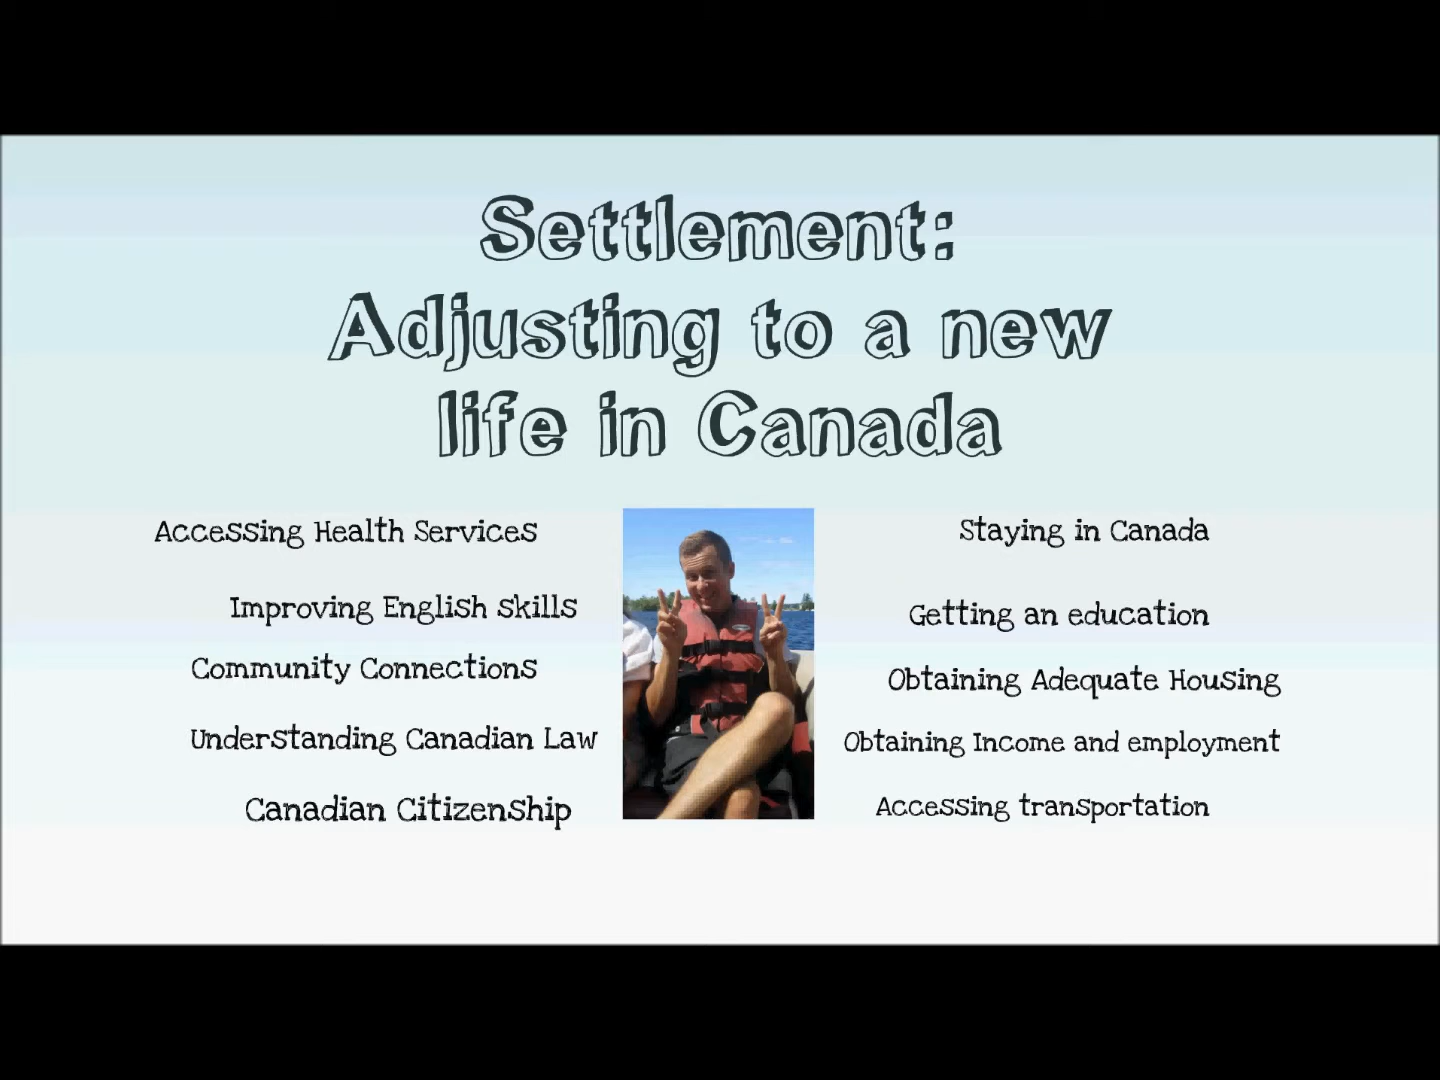 Settlement:
Adjusting to a new
life in Canada
Accessing Health Services
Improving English skills
Community Connections
Understanding Canadian Law
Canadian Citizenship
Staying in Canada
Getting an education
Obtaining Adequate Housing
Obtaining Income and employment
Accessing transportation